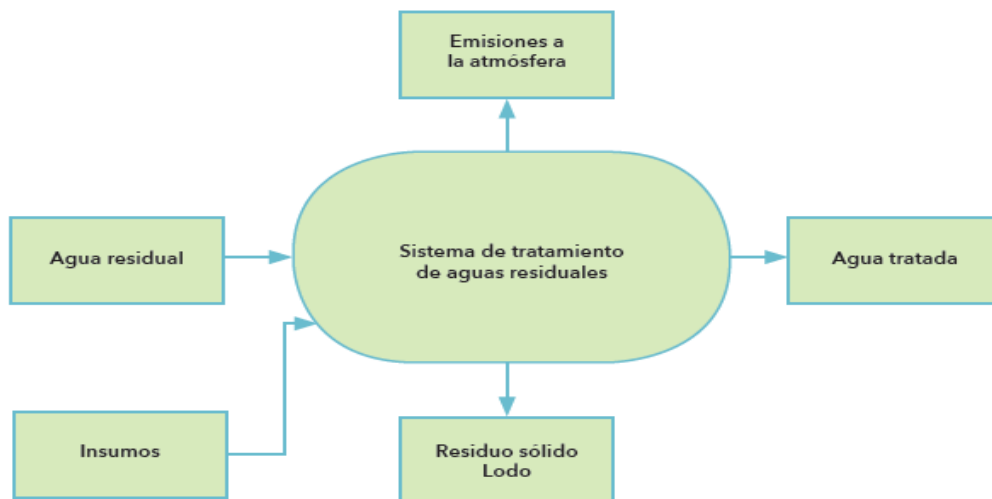 Emisiones a
la atmósfera
Agua residual
Sistema de tratamiento
de aguas residuales
Agua tratada
Insumos
Residuo sólido
Lodo